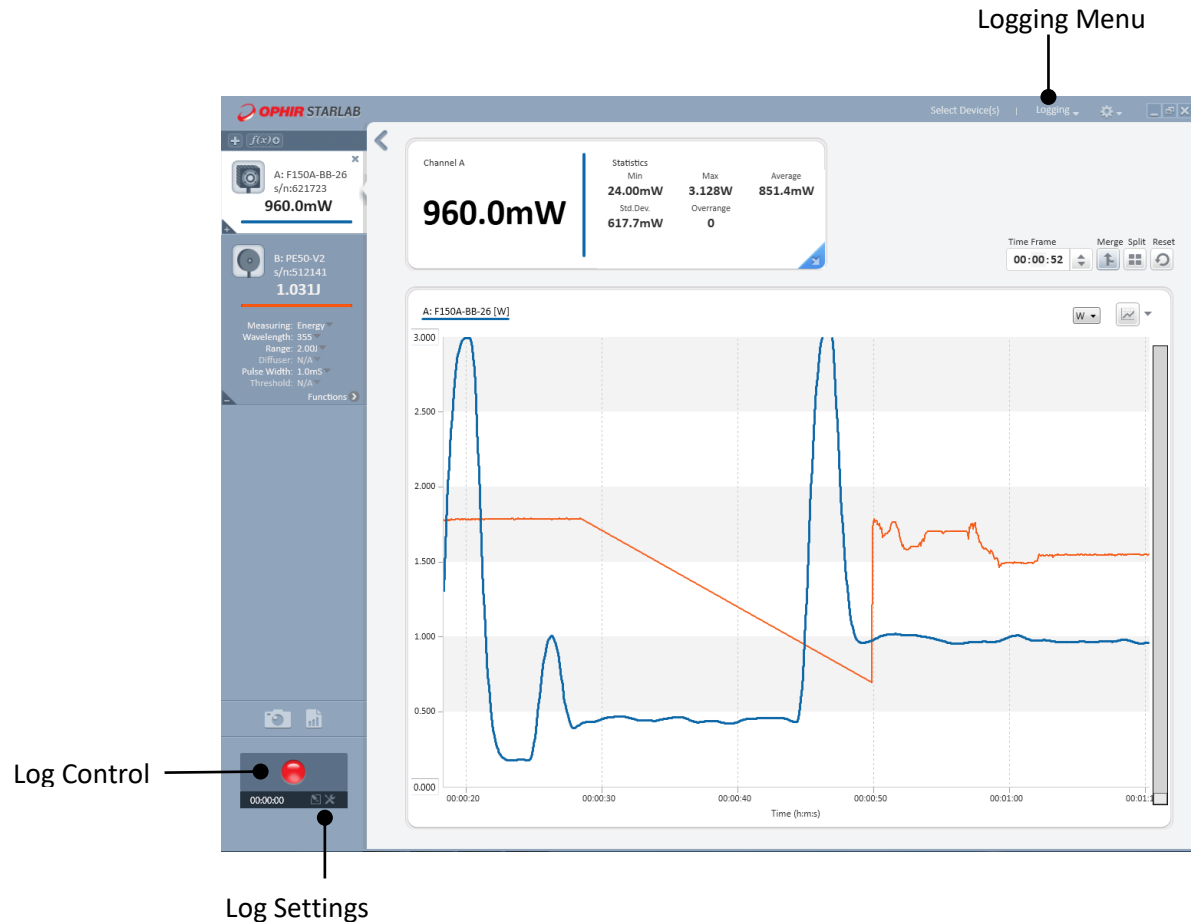 Logging Menu
OPHIR STARLAB
Select Device(s) | Logging
f(x)
A: F150A-BB-26
s/n:621723
960.0mW
B: PE50-V2
s/n:512141
1.031J
Measuring: Energy
Wavelength: 355
Range: 2.00J
Diffuser: N/A
Pulse Width: 1.0mS
Threshold: N/A
Functions
Channel A
960.0mW
Statistics
Min Max Average
24.00mW 3.128W 851.4mW
Std.Dev. Overrange
617.7mW 0
Time Frame Merge Split Reset
00:00:52
A: F150A-BB-26 [W]
W
3.000
2.500
2.000
1.500
1.000
0.500
0.000
00:00:20 00:00:30 00:00:40 00:00:50 00:01:00 00:01:1
Time (h:m:s)
Log Control
00:00:00
Log Settings